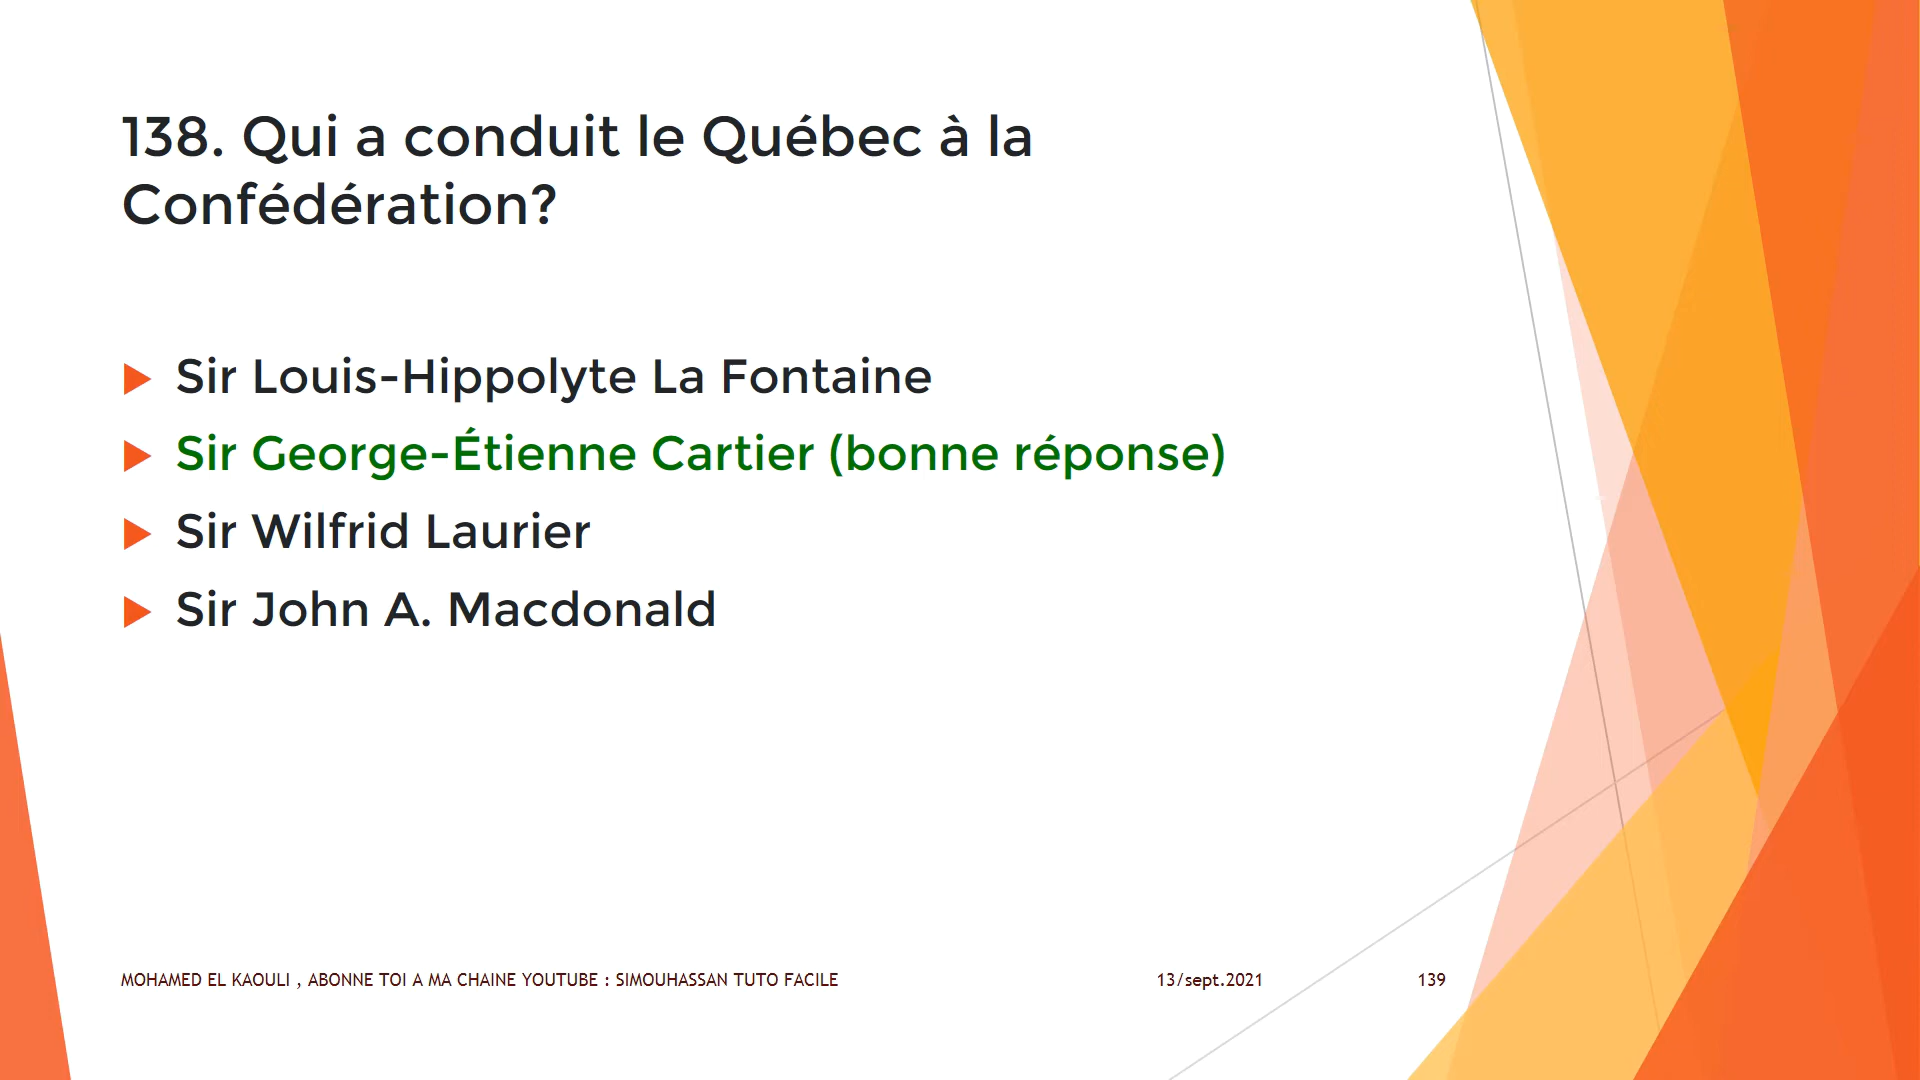 138. Qui a conduit le Québec à la
Confédération?
Sir Louis-Hippolyte La Fontaine
Sir George-Étienne Cartier (bonne réponse)
Sir Wilfrid Laurier
Sir John A. Macdonald
MOHAMED EL KAOULI , ABONNE TOI A MA CHAINE YOUTUBE : SIMOUHASSAN TUTO FACILE
13/sept.2021
139